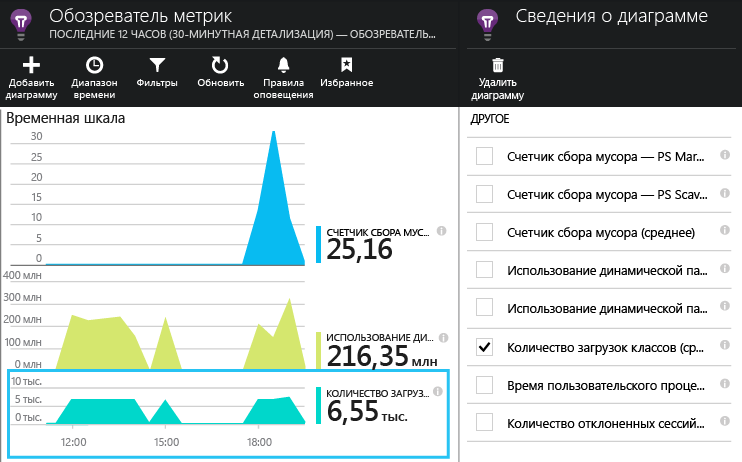 Обозреватель метрик
ПОСЛЕДНИЕ 12 ЧАСОВ (30-МИНУТНАЯ ДЕТАЛИЗАЦИЯ) — ОБОЗРЕВАТЕЛЬ...
Добавить
диаграмму
Диапазон
времени
Фильтры
Обновить
Правила
оповещения
Избранное
Временная шкала
30
25
20
15
10
5
0
СЧЕТЧИК СБОРА МУС...
25,16
400 млн
300 млн
200 млн
100 млн
0 млн
ИСПОЛЬЗОВАНИЕ ДИ...
216,35 млн
10 тыс.
5 тыс.
0 тыс.
КОЛИЧЕСТВО ЗАГРУЗ...
6,55 тыс.
12:00
15:00
18:00
Сведения о диаграмме
Удалить
диаграмму
ДРУГОЕ
Счетчик сбора мусора — PS Mar...
Счетчик сбора мусора — PS Scav...
Счетчик сбора мусора (среднее)
Использование динамической па...
Использование динамической па...
Количество загрузок классов (ср...
Время пользовательского проце...
Количество отклоненных сессий...